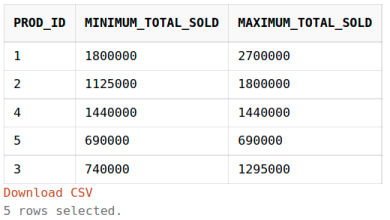 PROD_ID MINIMUM_TOTAL_SOLD MAXIMUM_TOTAL_SOLD
1 1800000 2700000
2 1125000 1800000
4 1440000 1440000
5 690000 690000
3 740000 1295000
Download CSV
5 rows selected.